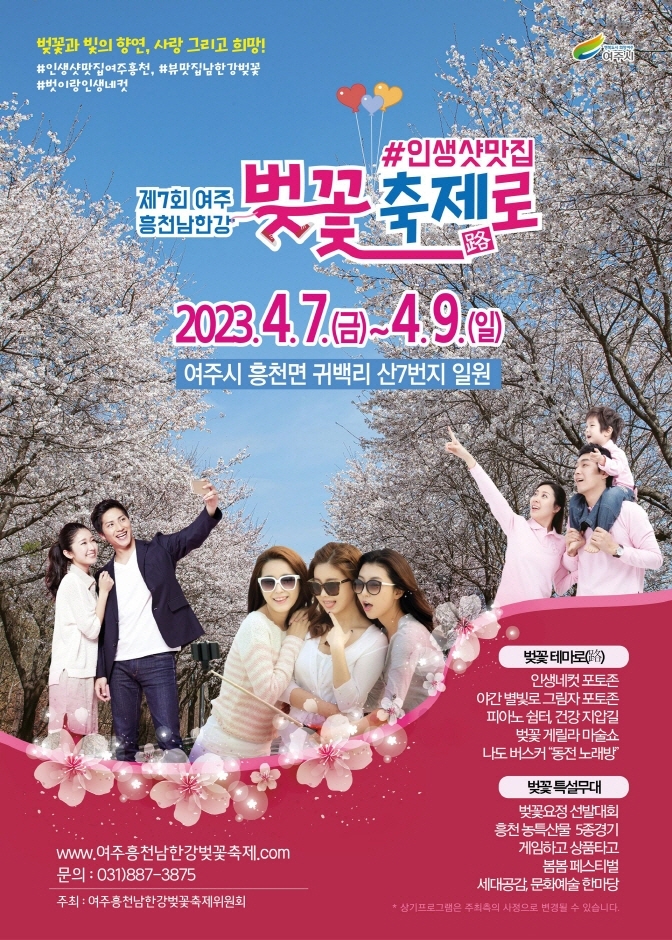 벚꽃과 빛의 향연, 사랑 그리고 희망!
#인생샷맛집여주흥천, #뷰맛집남한강벚꽃
#벗이랑인생네컷
여주시
#인생샷맛집
제7회 여주
흥천남한강
벚꽃 축제로
路
2023.4.7.(금)~4.9.(일)
여주시 흥천면 귀백리 산7번지 일원
벚꽃 테마로(路)
인생네컷 포토존
야간 별빛로 그림자 포토존
피아노 쉼터, 건강 지압길
벚꽃 게릴라 마술쇼
나도 버스커 “동전 노래방”
벚꽃 특설무대
벚꽃요정 선발대회
흥천 농특산물 5종경기
게임하고 상품타고
봄봄 페스티벌
세대공감, 문화예술 한마당
* 상기프로그램은 주최측의 사정으로 변경될 수 있습니다.
www.여주흥천남한강벚꽃축제.com
문의 : 031)887-3875
주최 : 여주흥천남한강벚꽃축제위원회